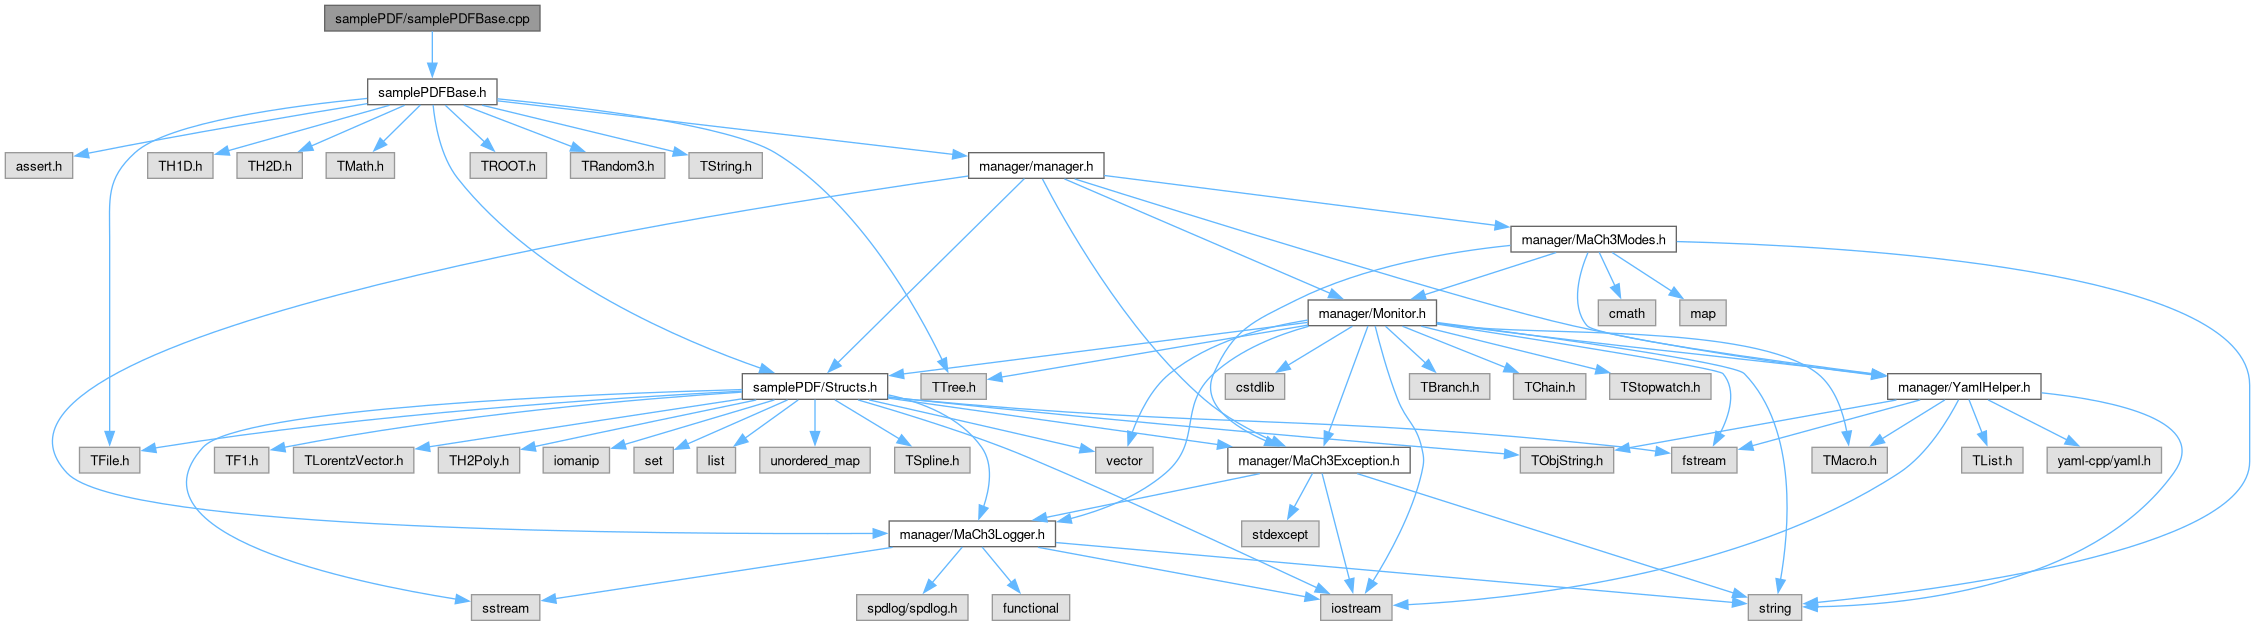 samplePDF/samplePDFBase.cpp
samplePDFBase.h
assert.h
TH1D.h
TH2D.h
TMath.h
TROOT.h
TRandom3.h
TString.h
manager/manager.h
manager/MaCh3Modes.h
manager/Monitor.h
cmath
map
samplePDF/Structs.h
TTree.h
cstdlib
TBranch.h
TChain.h
TStopwatch.h
manager/YamlHelper.h
TFile.h
TF1.h
TLorentzVector.h
TH2Poly.h
iomanip
set
list
unordered_map
TSpline.h
vector
manager/MaCh3Exception.h
TObjString.h
fstream
TMacro.h
TList.h
yaml-cpp/yaml.h
manager/MaCh3Logger.h
stdexcept
sstream
spdlog/spdlog.h
functional
iostream
string